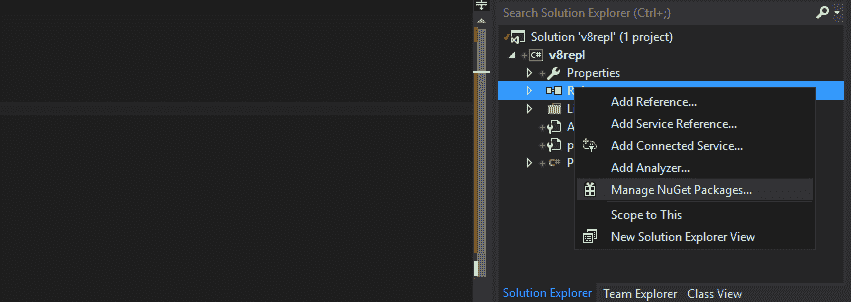 Search Solution Explorer (Ctrl+;)
Solution 'v8repl' (1 project)
C# v8repl
Properties
R
Add Reference...
L
Add Service Reference...
A
p
Add Connected Service...
C# P
Add Analyzer...
Manage NuGet Packages...
Scope to This
New Solution Explorer View
Solution Explorer Team Explorer Class View